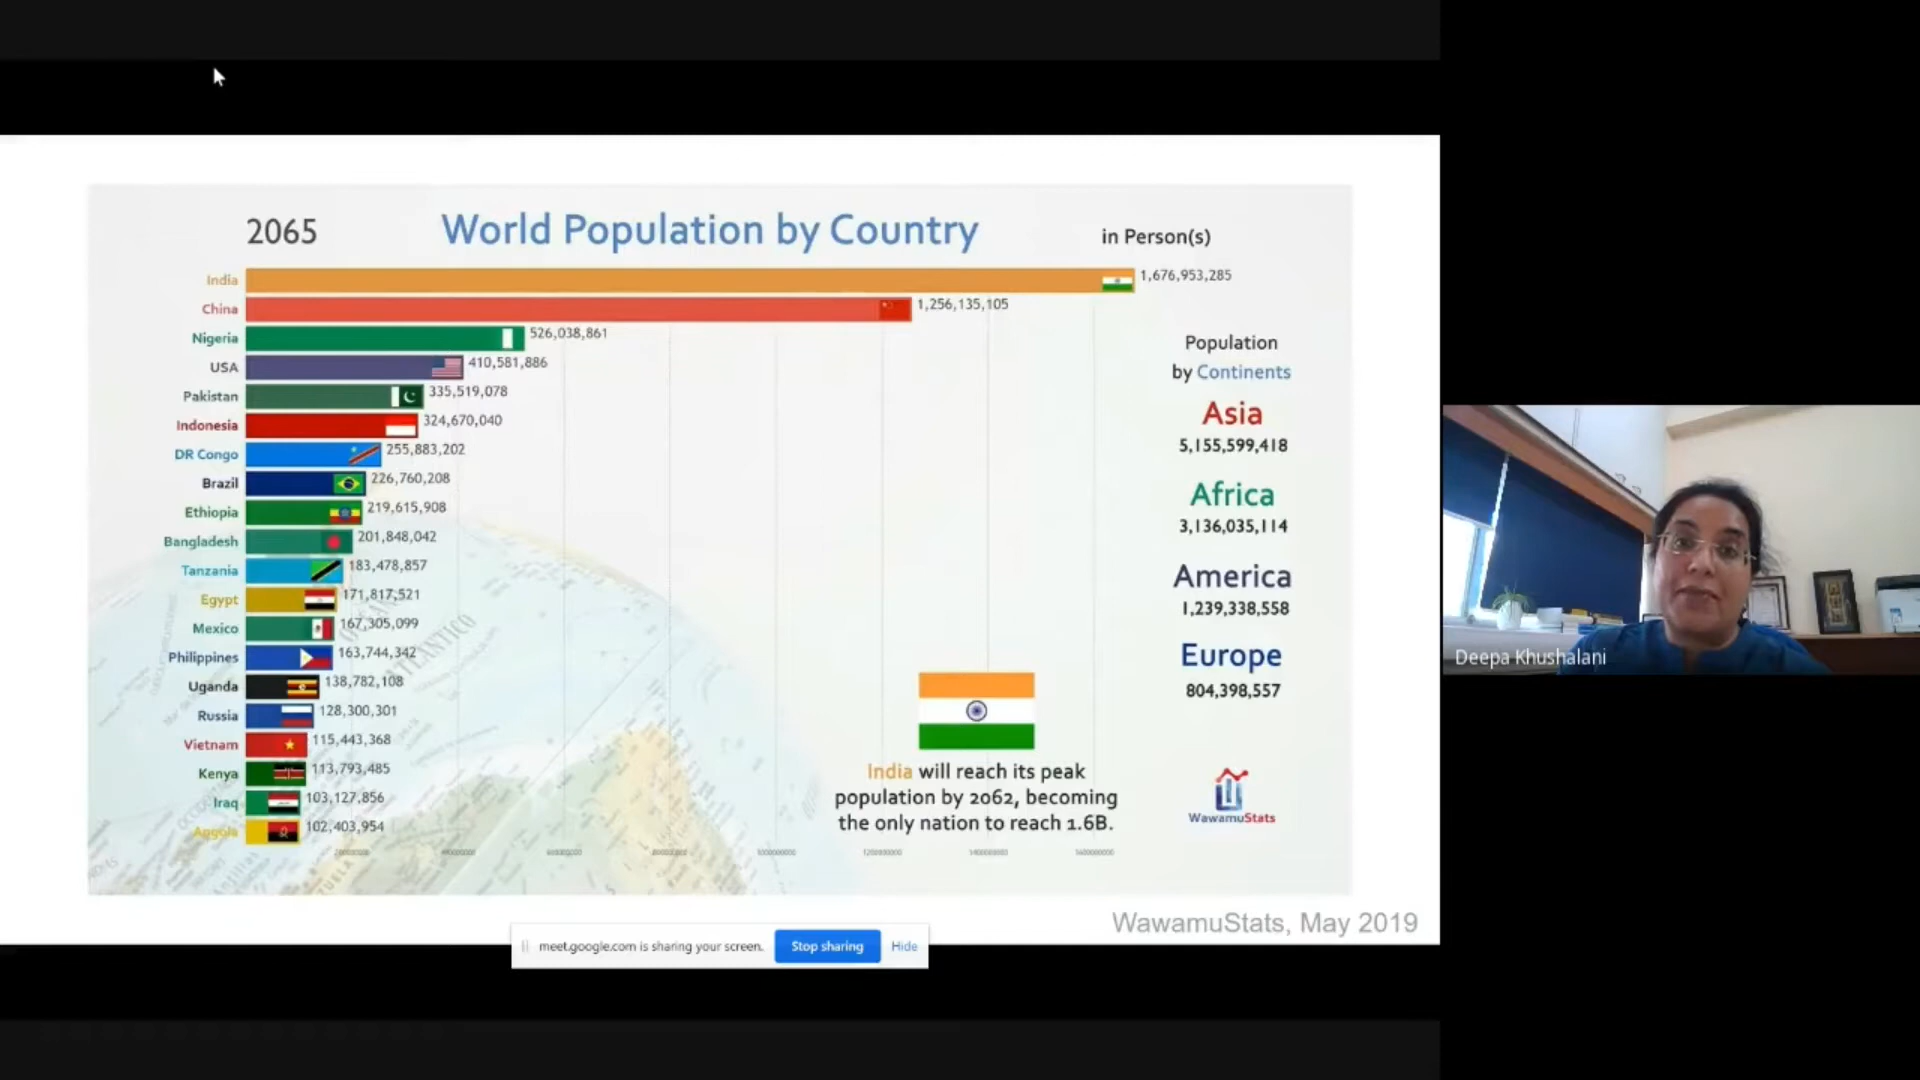 2065
World Population by Country
in Person(s)
India 1,676,953,285
China 1,256,135,105
Nigeria 526,038,861
USA 410,581,886
Pakistan 335,519,078
Indonesia 324,670,040
DR Congo 255,883,202
Brazil 226,760,208
Ethiopia 219,615,908
Bangladesh 201,848,042
Tanzania 183,478,857
Egypt 171,817,521
Mexico 167,305,099
Philippines 163,744,342
Uganda 138,782,108
Russia 128,300,301
Vietnam 115,443,368
Kenya 113,793,485
Iraq 103,127,856
Angola 102,403,954
Population
by Continents
Asia
5,155,599,418
Africa
3,136,035,114
America
1,239,338,558
Europe
804,398,557
India will reach its peak
population by 2062, becoming
the only nation to reach 1.6B.
WawamuStats
ATLANTICO
WawamuStats, May 2019
meet.google.com is sharing your screen.
Stop sharing
Hide
Deepa Khushalani